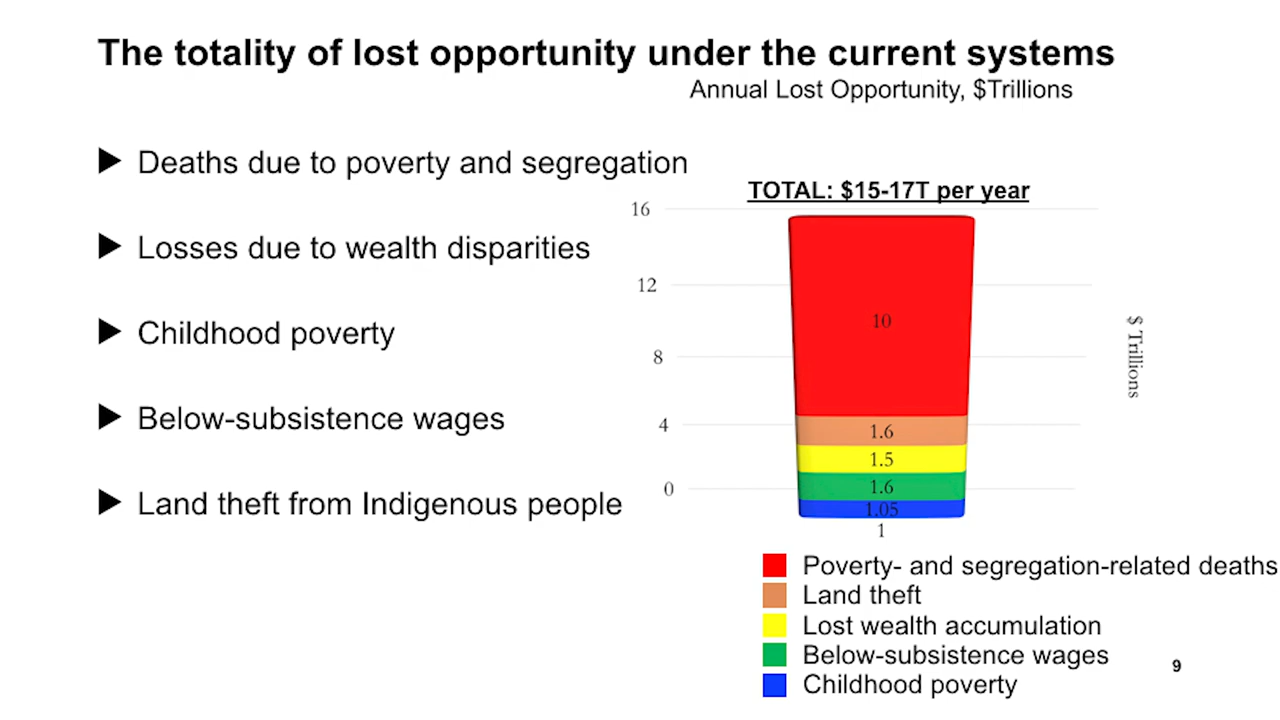 The totality of lost opportunity under the current systems
Annual Lost Opportunity, $Trillions
▶ Deaths due to poverty and segregation
▶ Losses due to wealth disparities
▶ Childhood poverty
▶ Below-subsistence wages
▶ Land theft from Indigenous people
TOTAL: $15-17T per year
16
12
8
4
0
10
1.6
1.5
1.6
1.05
1
$ Trillions
Poverty- and segregation-related deaths
Land theft
Lost wealth accumulation
Below-subsistence wages
Childhood poverty
9